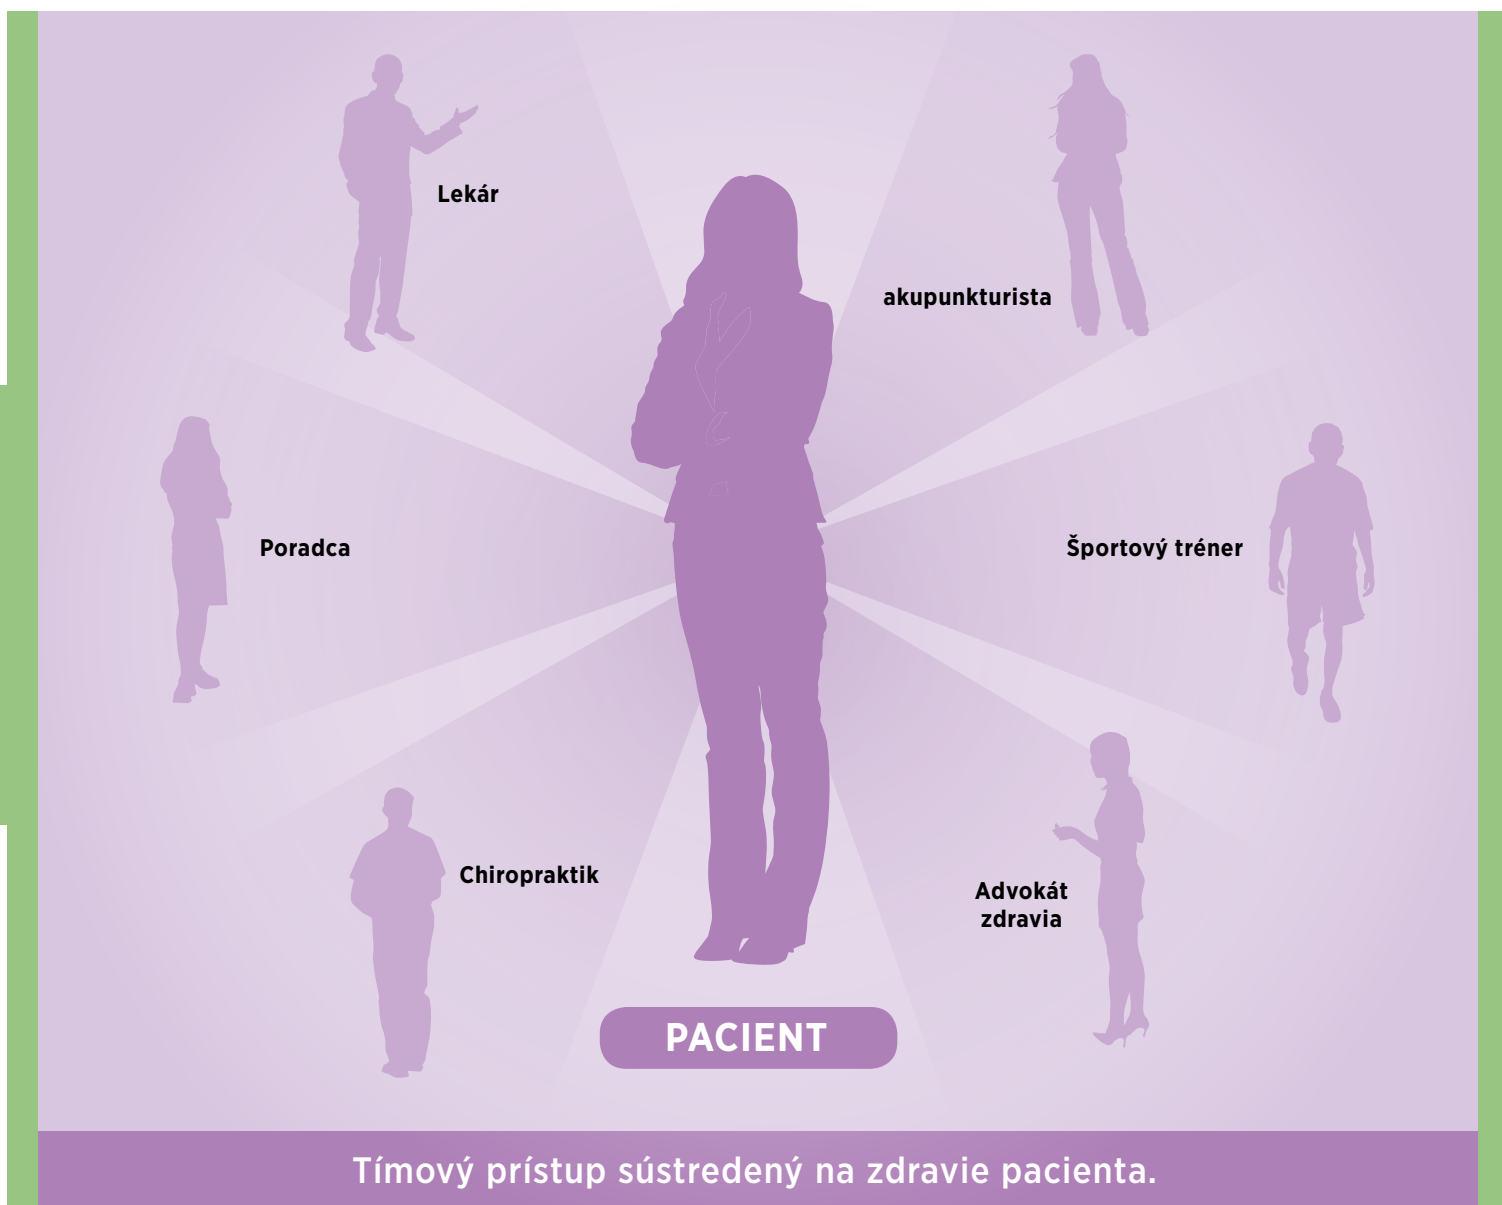 Lekár
akupunkturista
Poradca
Športový tréner
Chiropraktik
Advokát
zdravia
PACIENT
Tímový prístup sústredený na zdravie pacienta.